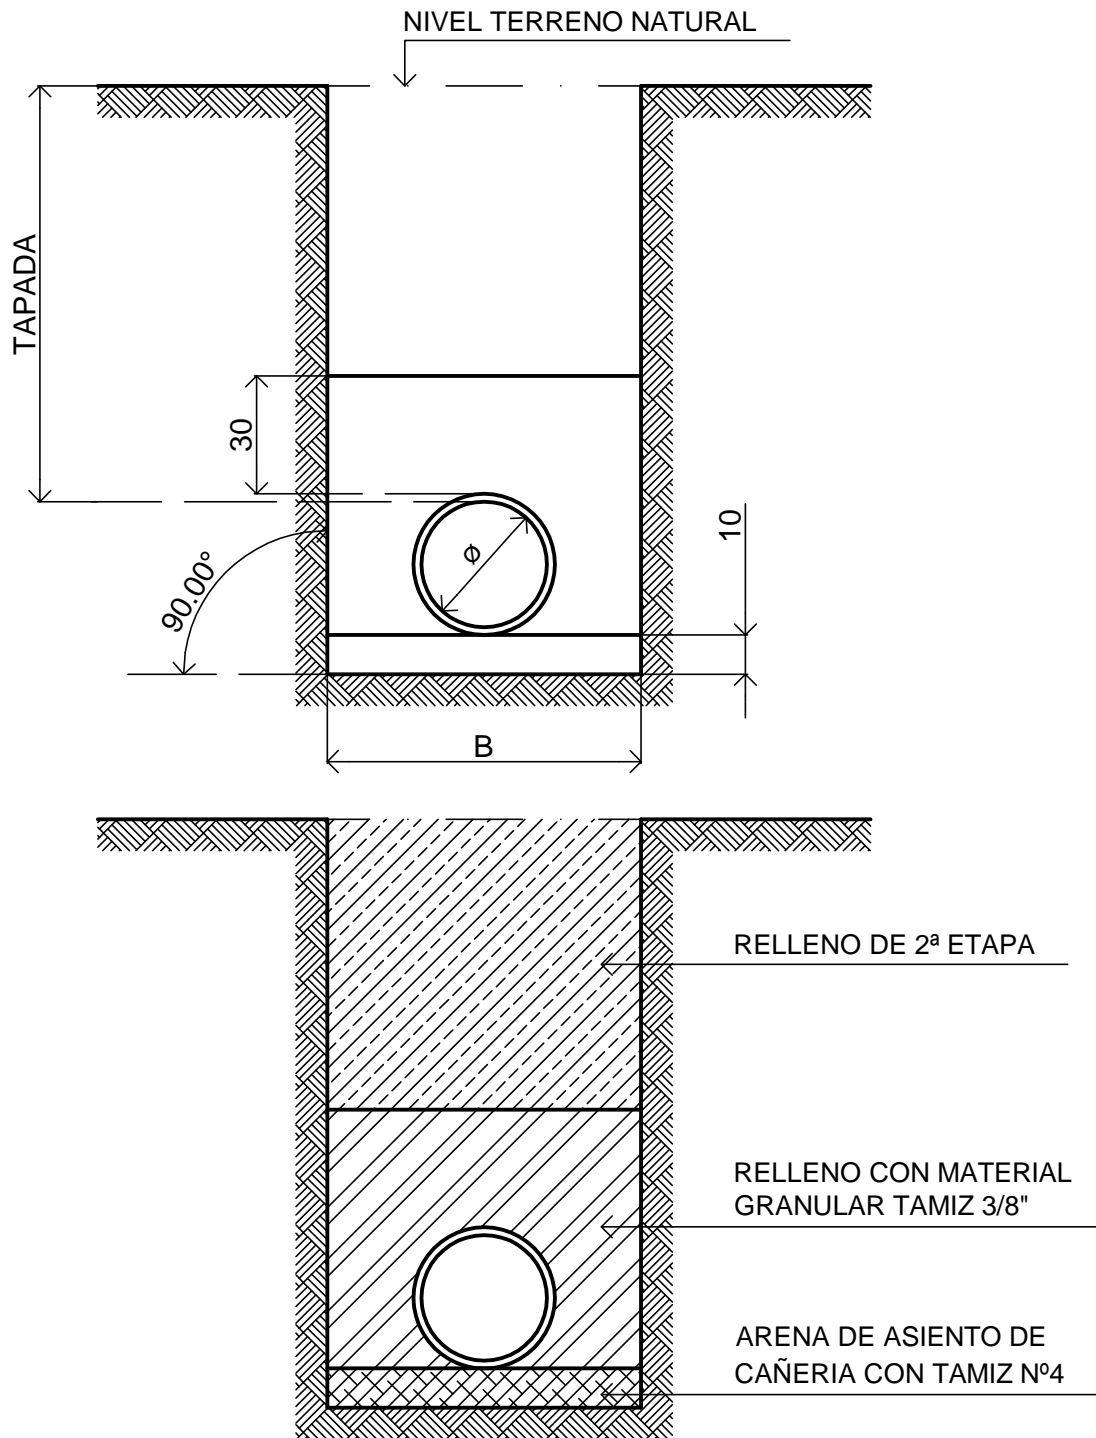 NIVEL TERRENO NATURAL
TAPADA
30
10
Ø
90.00°
B
RELLENO DE 2ª ETAPA
RELLENO CON MATERIAL
GRANULAR TAMIZ 3/8"
ARENA DE ASIENTO DE
CAÑERIA CON TAMIZ Nº4